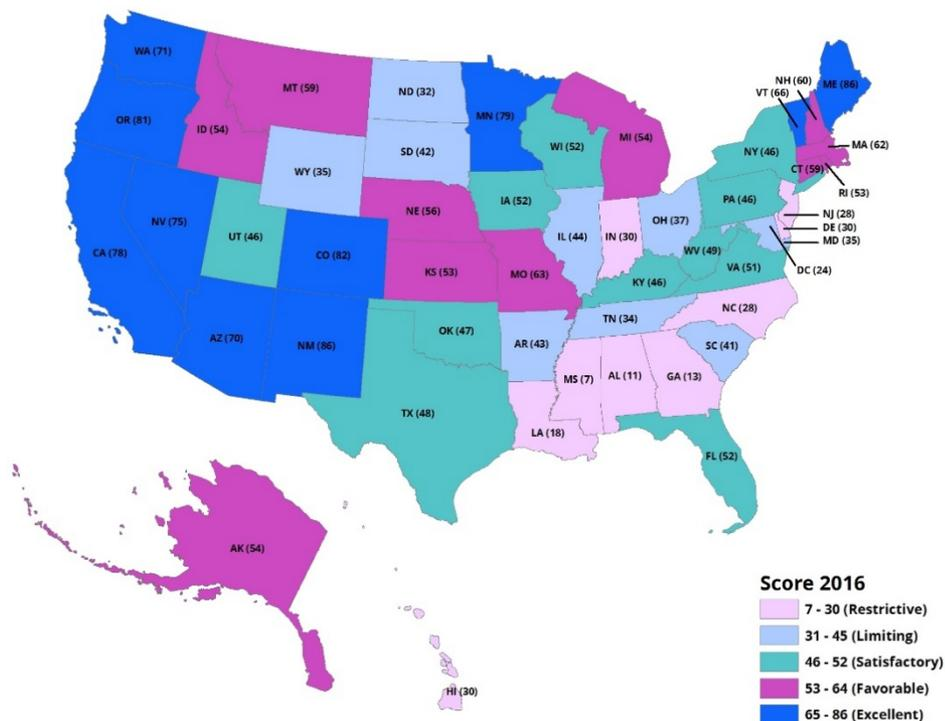 WA (71)
OR (81)
CA (78)
NV (75)
ID (54)
MT (59)
WY (35)
UT (46)
AZ (70)
CO (82)
NM (86)
ND (32)
SD (42)
NE (56)
KS (53)
OK (47)
TX (48)
MN (79)
IA (52)
MO (63)
AR (43)
LA (18)
WI (52)
IL (44)
MI (54)
IN (30)
OH (37)
KY (46)
TN (34)
MS (7)
AL (11)
GA (13)
FL (52)
SC (41)
NC (28)
VA (51)
WV (49)
PA (46)
NY (46)
VT (66)
NH (60)
ME (86)
MA (62)
CT (59)
RI (53)
NJ (28)
DE (30)
MD (35)
DC (24)
AK (54)
HI (30)
Score 2016
7 - 30 (Restrictive)
31 - 45 (Limiting)
46 - 52 (Satisfactory)
53 - 64 (Favorable)
65 - 86 (Excellent)